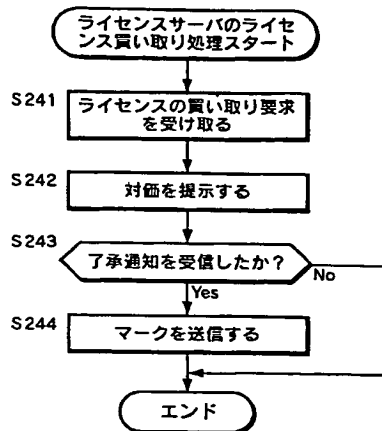 ライセンスサーバのライセ
ンス買い取り処理スタート
S241
ライセンスの買い取り要求
を受け取る
S242
対価を提示する
S243
了承通知を受信したか?
No
Yes
S244
マークを送信する
エンド